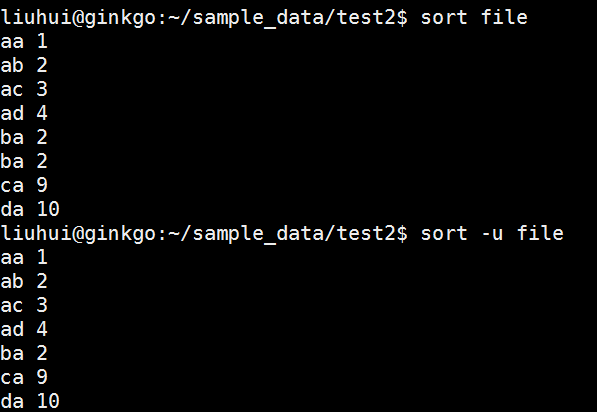 liuhui@ginkgo:~/sample_data/test2$ sort file
aa 1
ab 2
ac 3
ad 4
ba 2
ba 2
ca 9
da 10
liuhui@ginkgo:~/sample_data/test2$ sort -u file
aa 1
ab 2
ac 3
ad 4
ba 2
ca 9
da 10